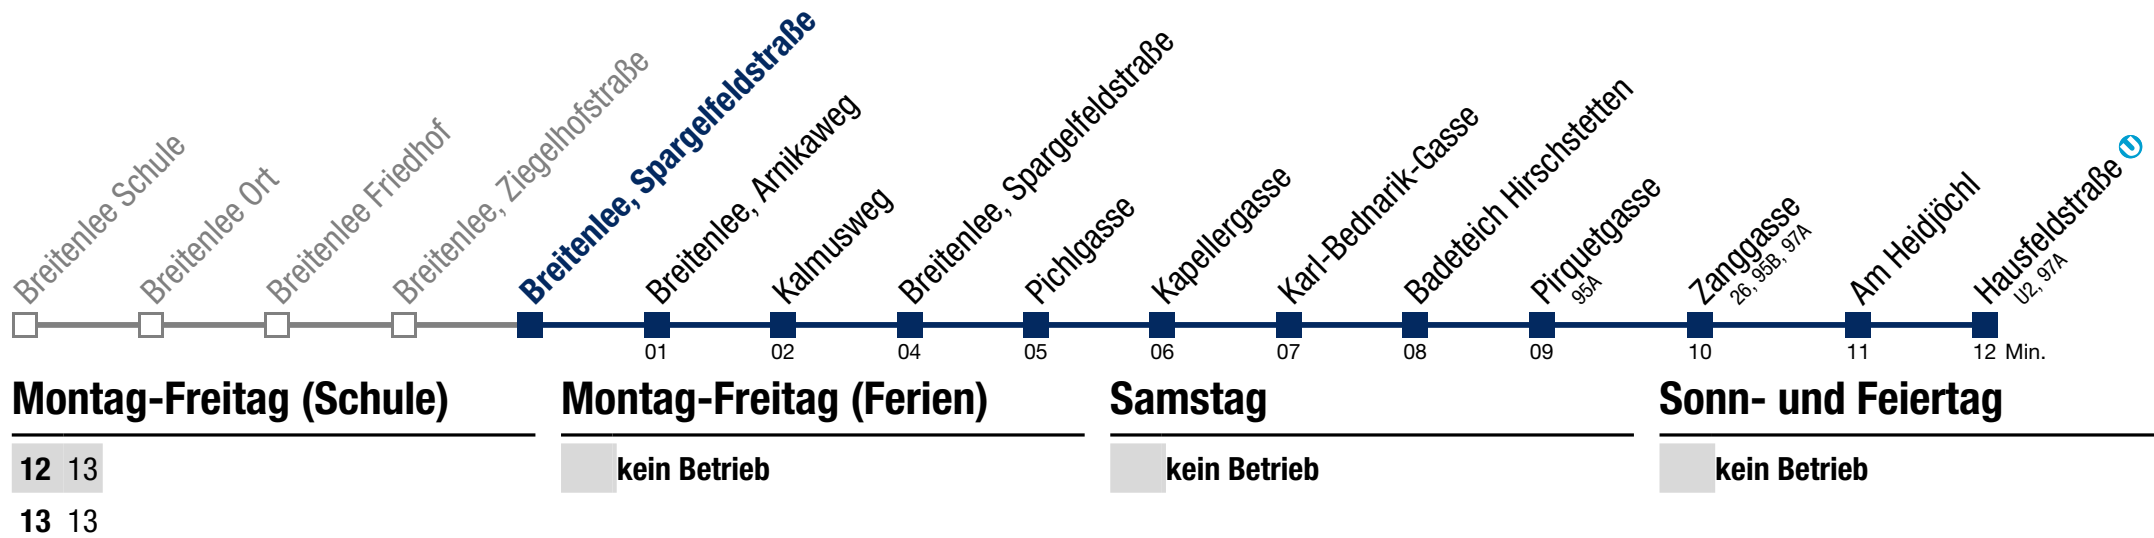 Breitenlee Schule
Breitenlee Ort
Breitenlee Friedhof
Breitenlee, Ziegelhofstraße
Breitenlee, Spargelfeldstraße
Breitenlee, Arnikaweg
Kalmusweg
Breitenlee, Spargelfeldstraße
Pichlgasse
Kapellergasse
Karl-Bednarik-Gasse
Badeteich Hirschstetten
Pirquetgasse
95A
Zanggasse
26, 95B, 97A
Am Heidjöchl
Hausfeldstraße U
U2, 97A
01 02 04 05 06 07 08 09 10 11 12 Min.
Montag-Freitag (Schule)
12 13
13 13
Montag-Freitag (Ferien)
kein Betrieb
Samstag
kein Betrieb
Sonn- und Feiertag
kein Betrieb